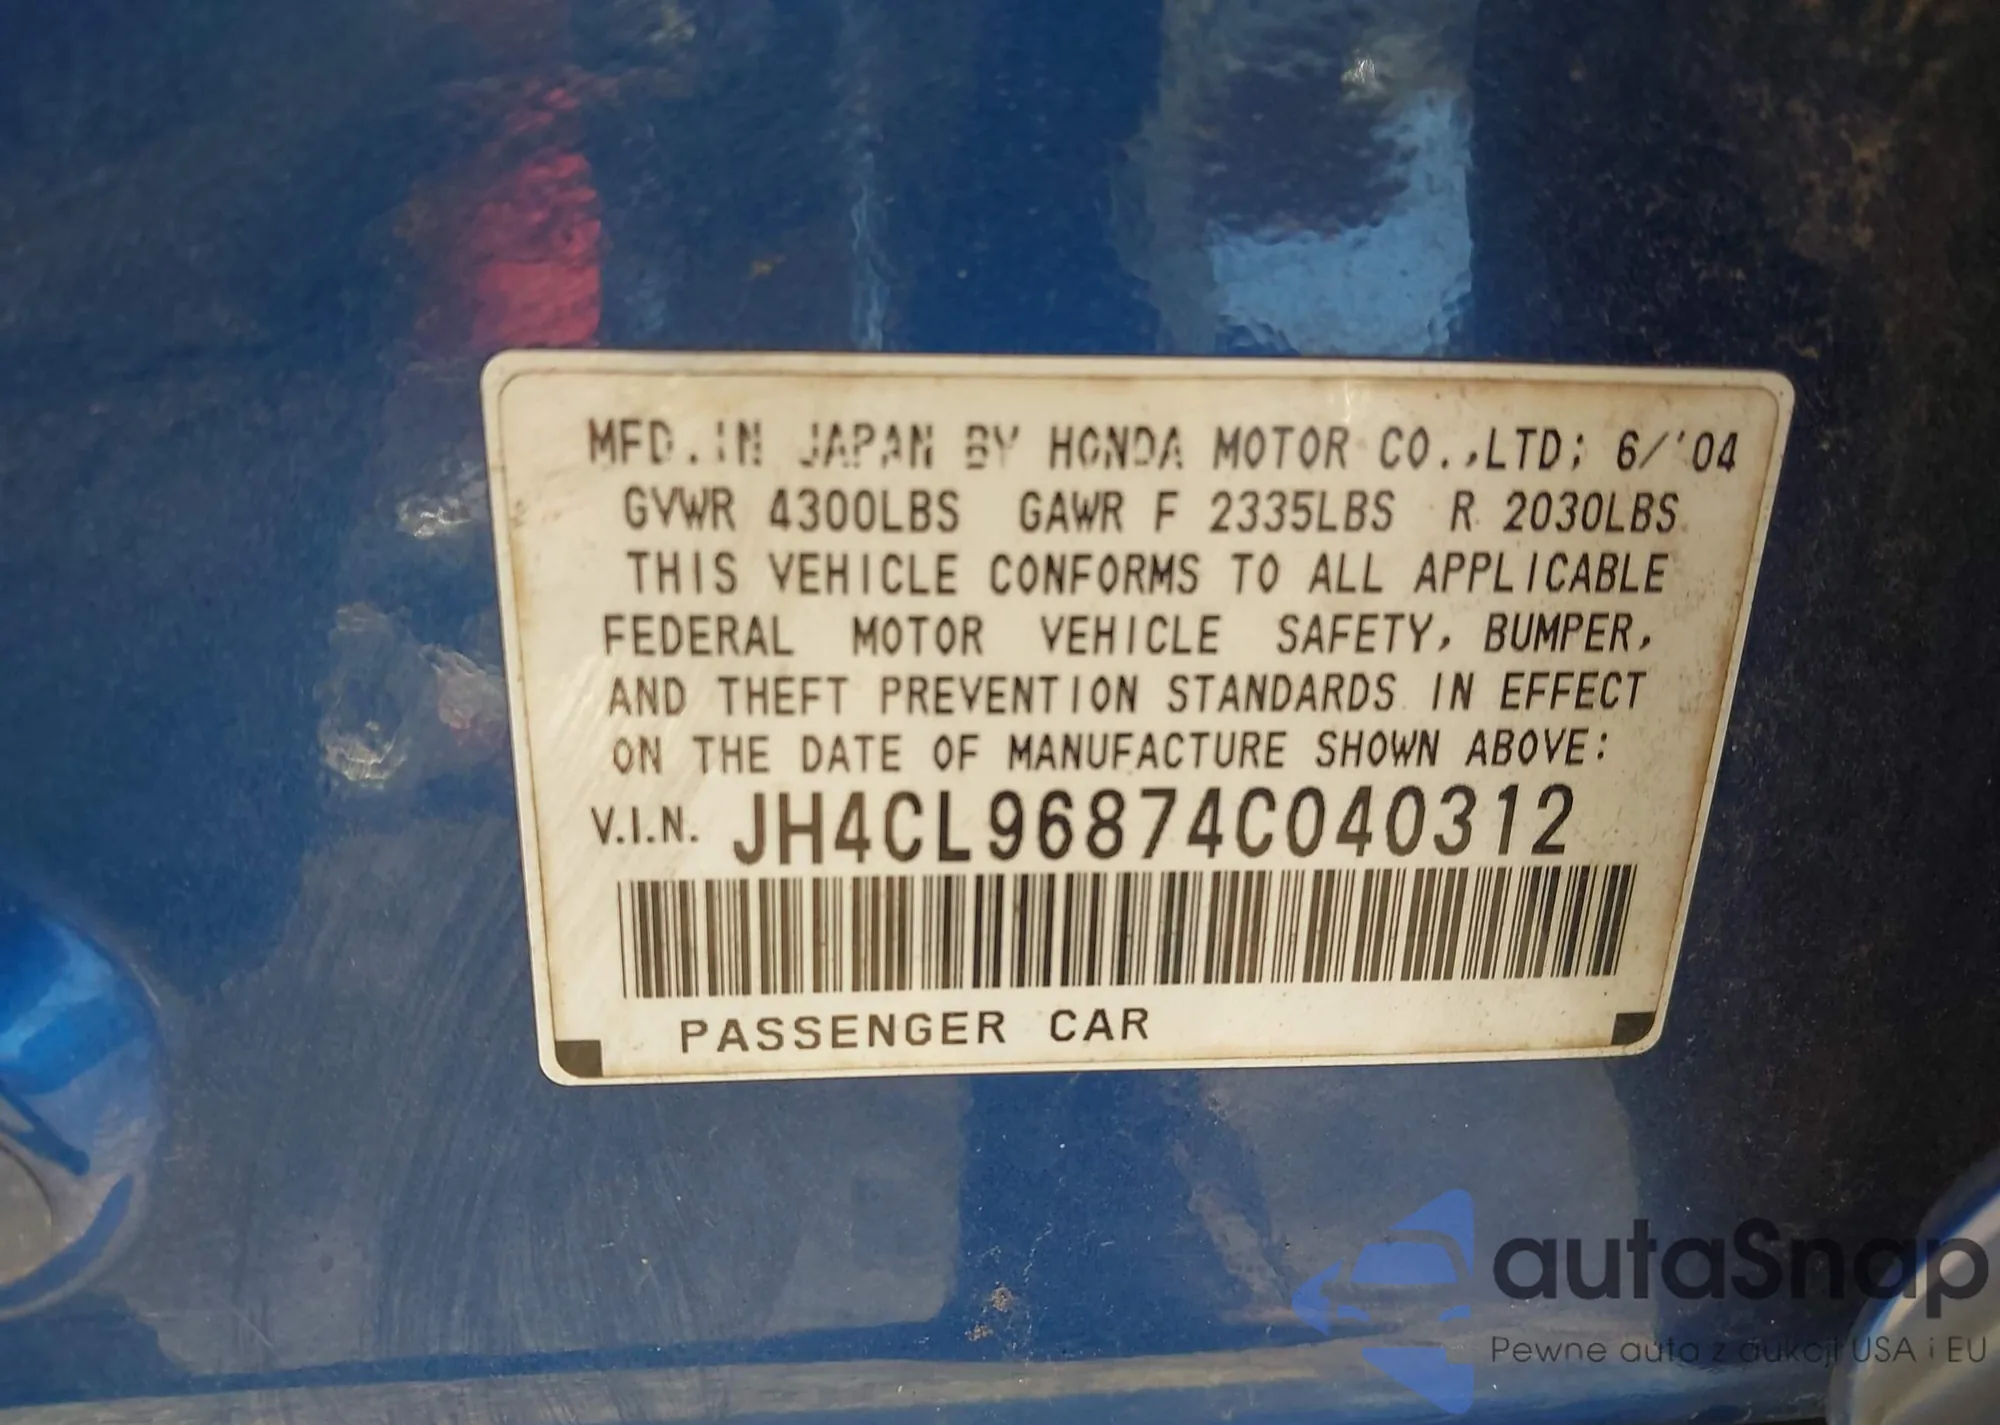 MFD.IN JAPAN BY HONDA MOTOR CO.,LTD; 6/'04
GVWR 4300LBS GAWR F 2335LBS R 2030LBS
THIS VEHICLE CONFORMS TO ALL APPLICABLE
FEDERAL MOTOR VEHICLE SAFETY, BUMPER,
AND THEFT PREVENTION STANDARDS IN EFFECT
ON THE DATE OF MANUFACTURE SHOWN ABOVE:
V.I.N. JH4CL96874C040312
PASSENGER CAR
autaSnap
Pewne auta z aukcji USA i EU